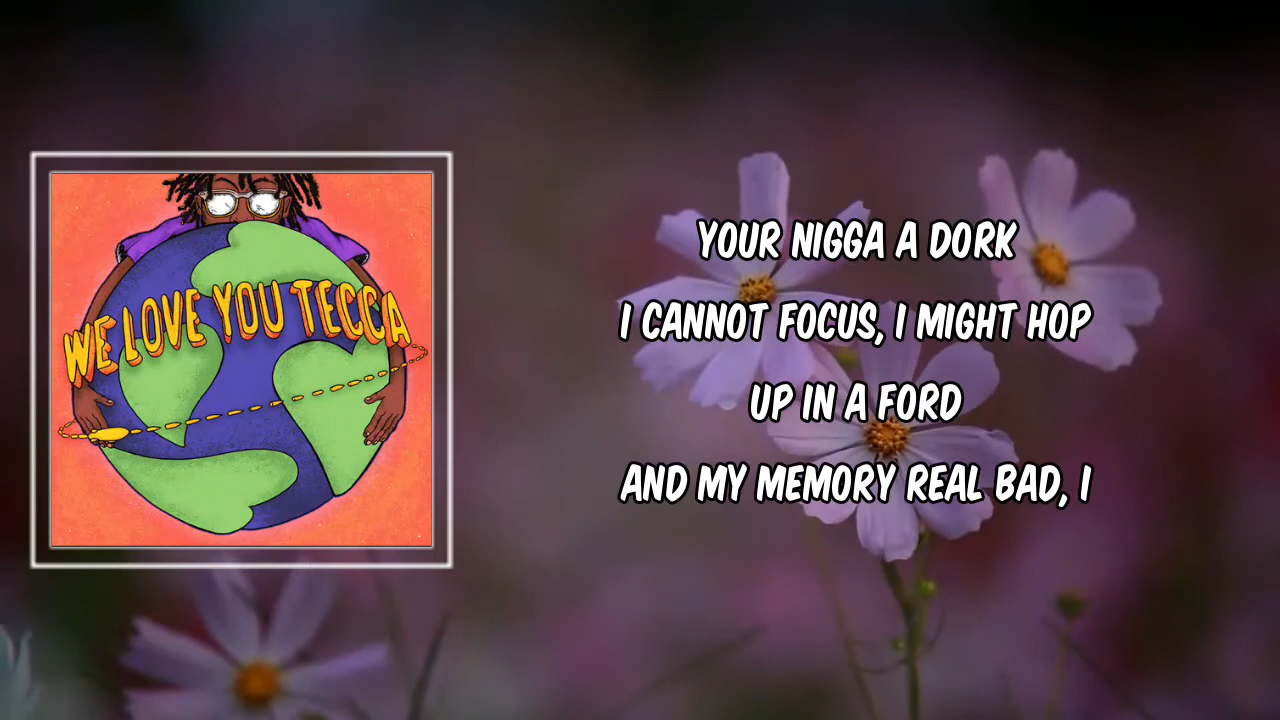 WE LOVE YOU TECCA
YOUR NIGGA A DORK
I CANNOT FOCUS, I MIGHT HOP
UP IN A FORD
AND MY MEMORY REAL BAD, I